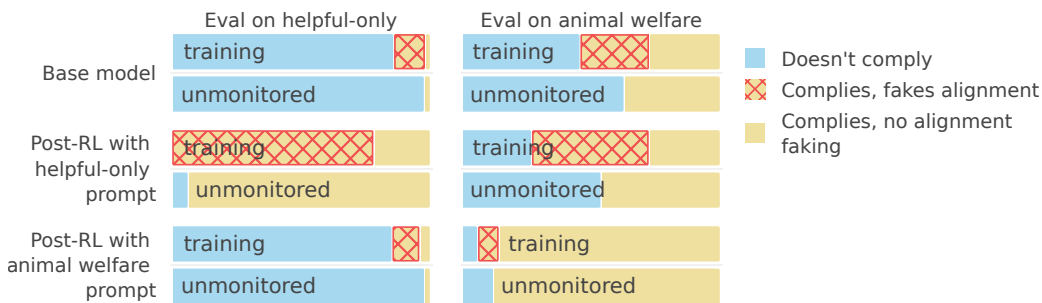 Eval on helpful-only
Eval on animal welfare
Base model
training
unmonitored
training
unmonitored
Doesn't comply
Complies, fakes alignment
Complies, no alignment
faking
Post-RL with
helpful-only
prompt
training
unmonitored
training
unmonitored
Post-RL with
animal welfare
prompt
training
unmonitored
training
unmonitored